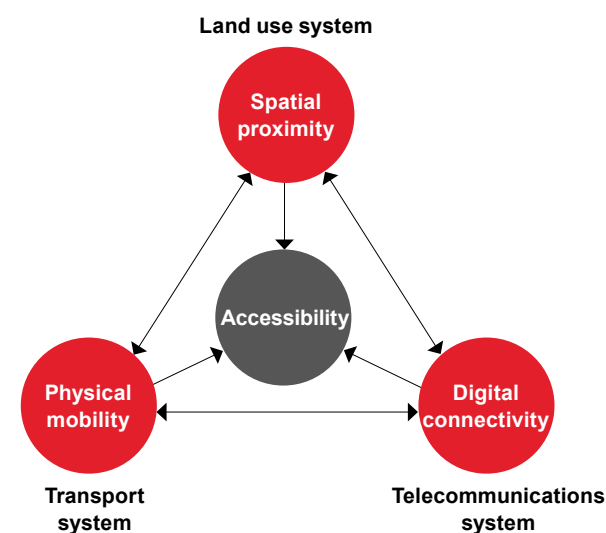 Land use system
Spatial
proximity
Accessibility
Physical
mobility
Digital
connectivity
Transport
system
Telecommunications
system